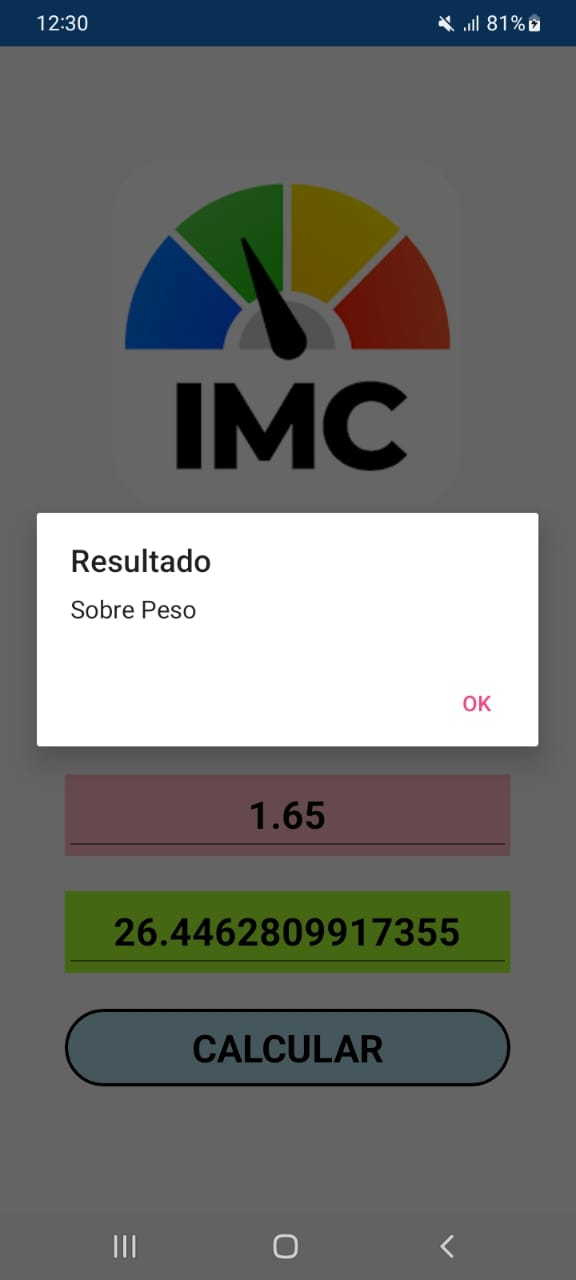 12:30 81%
IMC
Resultado
Sobre Peso
OK
1.65
26.4462809917355
CALCULAR